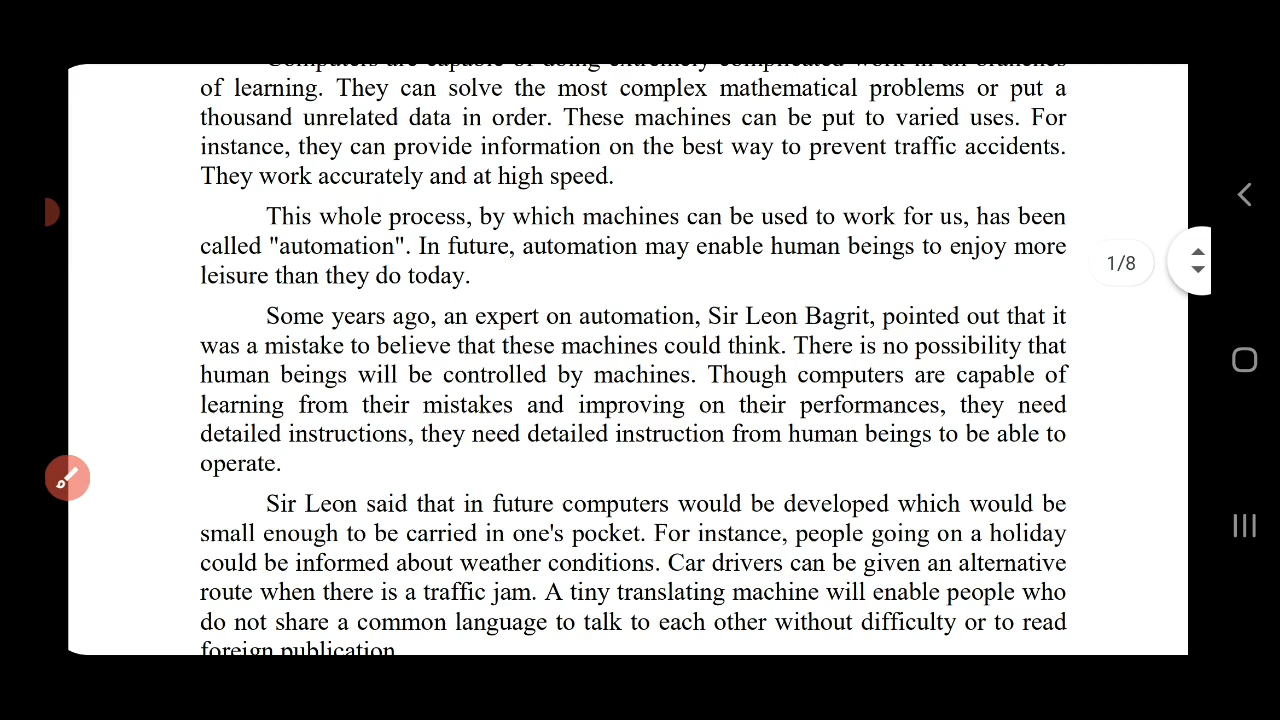 Computers are capable of doing extremely complicated work in all branches
of learning. They can solve the most complex mathematical problems or put a
thousand unrelated data in order. These machines can be put to varied uses. For
instance, they can provide information on the best way to prevent traffic accidents.
They work accurately and at high speed.
This whole process, by which machines can be used to work for us, has been
called "automation". In future, automation may enable human beings to enjoy more
leisure than they do today.
1/8
Some years ago, an expert on automation, Sir Leon Bagrit, pointed out that it
was a mistake to believe that these machines could think. There is no possibility that
human beings will be controlled by machines. Though computers are capable of
learning from their mistakes and improving on their performances, they need
detailed instructions, they need detailed instruction from human beings to be able to
operate.
Sir Leon said that in future computers would be developed which would be
small enough to be carried in one's pocket. For instance, people going on a holiday
could be informed about weather conditions. Car drivers can be given an alternative
route when there is a traffic jam. A tiny translating machine will enable people who
do not share a common language to talk to each other without difficulty or to read
foreign publication.